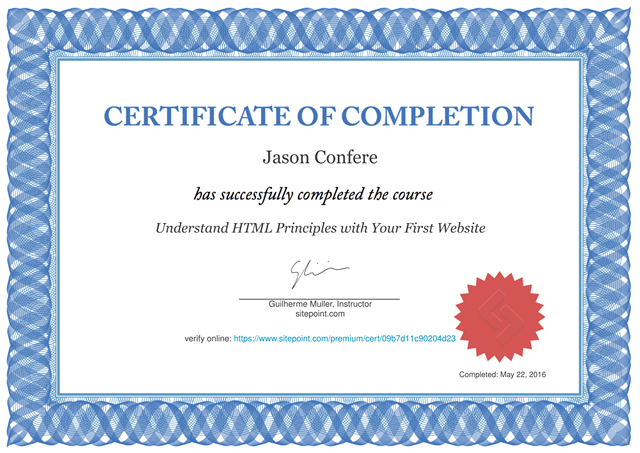 CERTIFICATE OF COMPLETION
Jason Confere
has successfully completed the course
Understand HTML Principles with Your First Website
Guilherme Muller, Instructor
sitepoint.com
verify online: https://www.sitepoint.com/premium/cert/09b7d11c90204d23
Completed: May 22, 2016